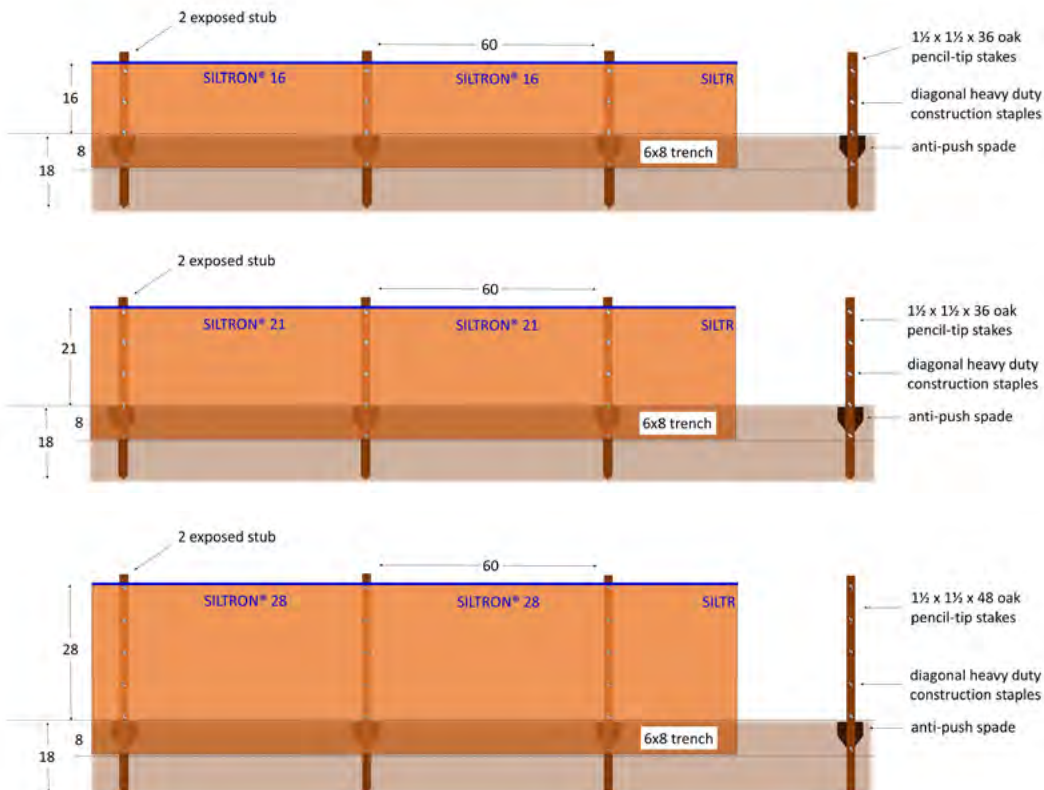 2 exposed stub
60
1½ x 1½ x 36 oak
pencil-tip stakes
SILTRON® 16
SILTRON® 16
SILTR
16
diagonal heavy duty
construction staples
8
6x8 trench
anti-push spade
18
2 exposed stub
60
1½ x 1½ x 36 oak
pencil-tip stakes
SILTRON® 21
SILTRON® 21
SILTR
21
diagonal heavy duty
construction staples
8
6x8 trench
anti-push spade
18
2 exposed stub
60
1½ x 1½ x 48 oak
pencil-tip stakes
SILTRON® 28
SILTRON® 28
SILTR
28
diagonal heavy duty
construction staples
8
6x8 trench
anti-push spade
18